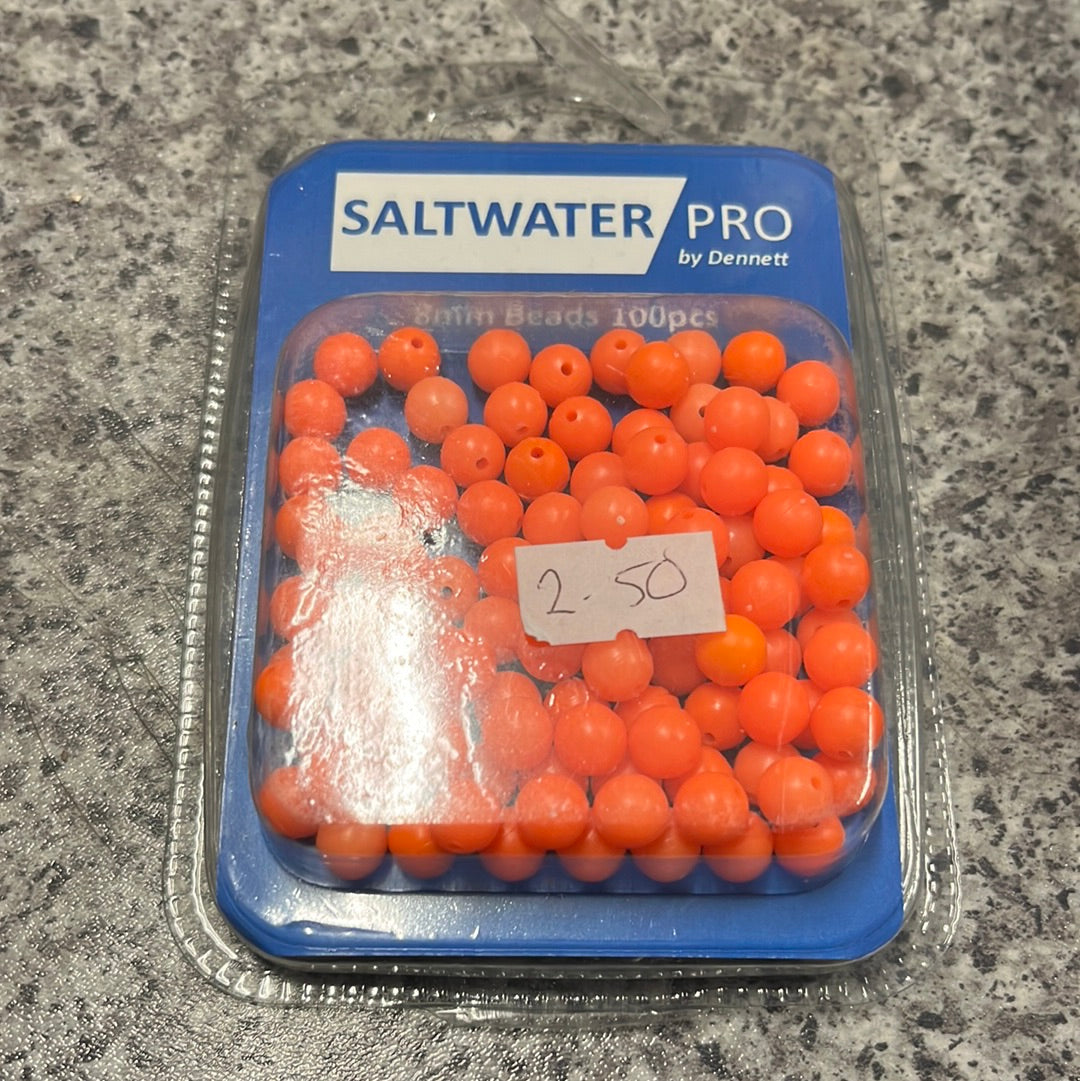 SALTWATER PRO
by Dennett
8mm Beads 100pcs
2.50